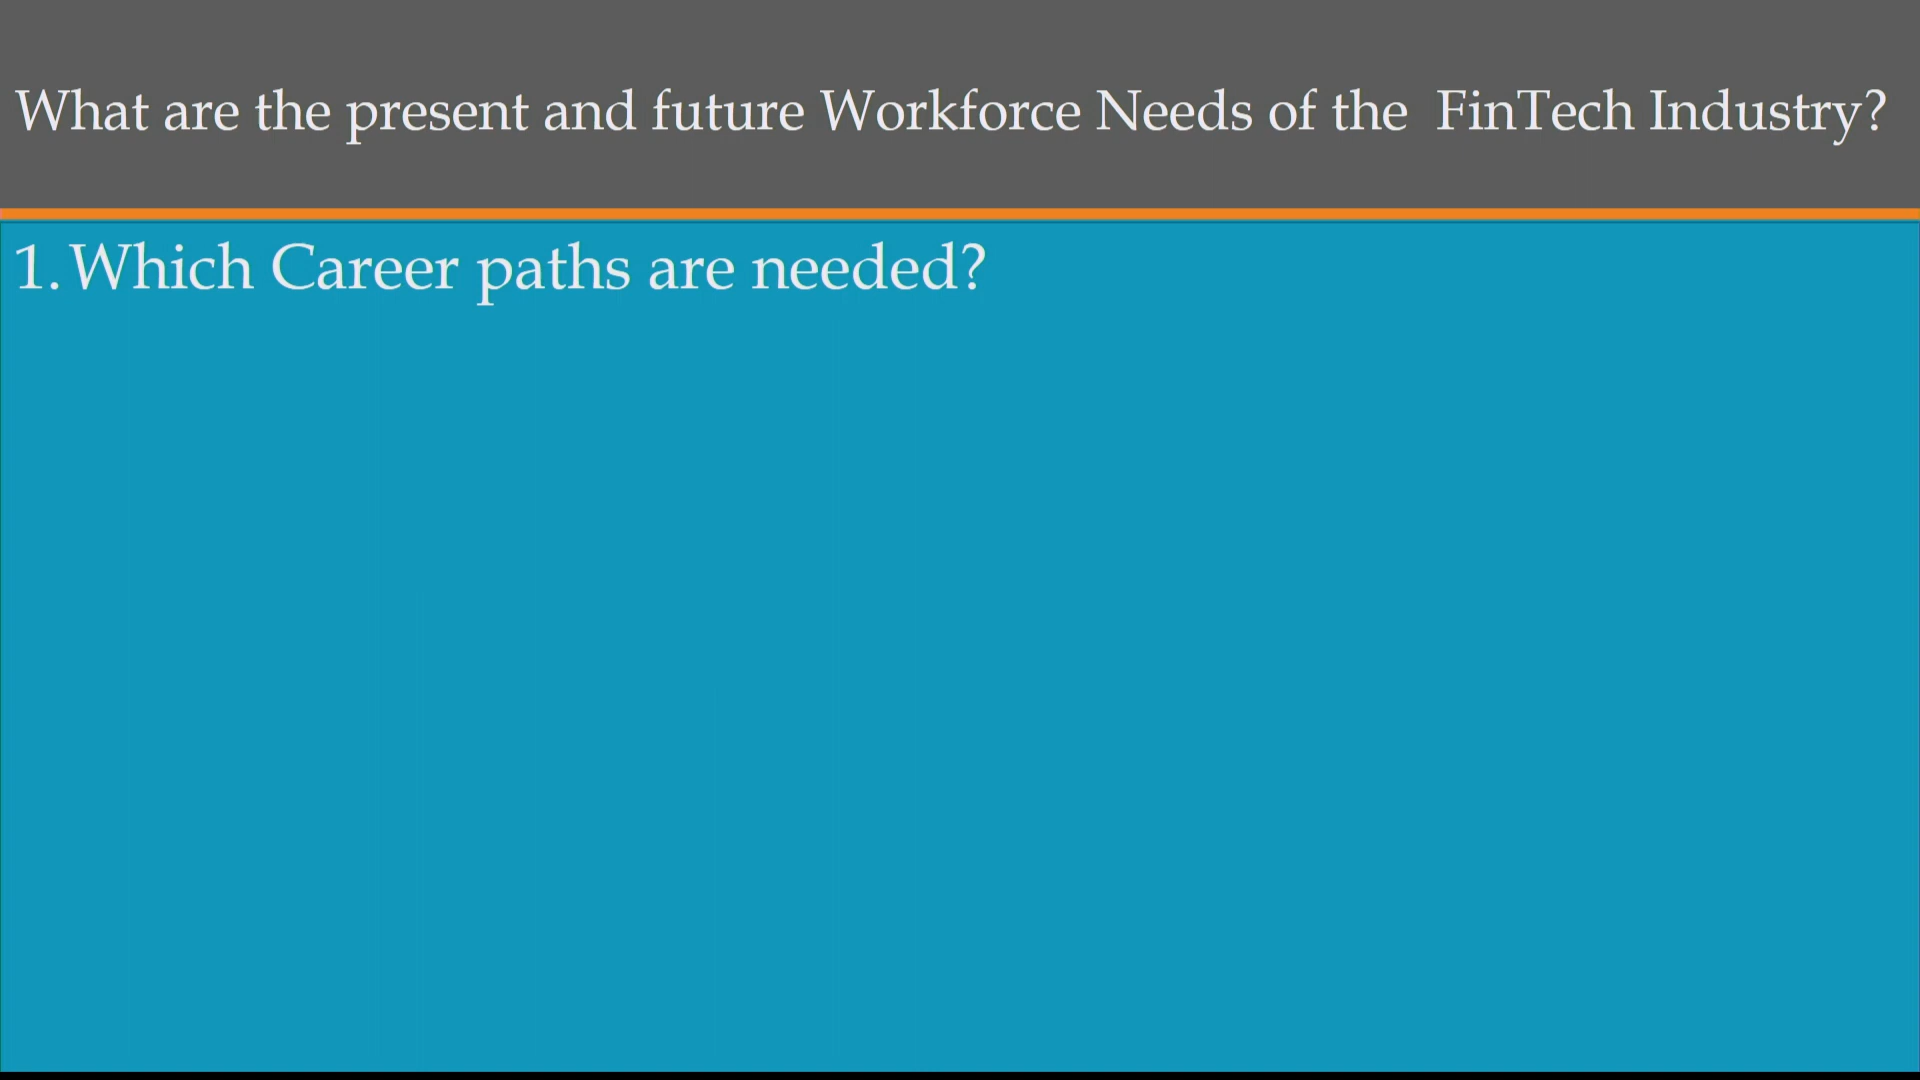 What are the present and future Workforce Needs of the  FinTech Industry?
1. Which Career paths are needed?